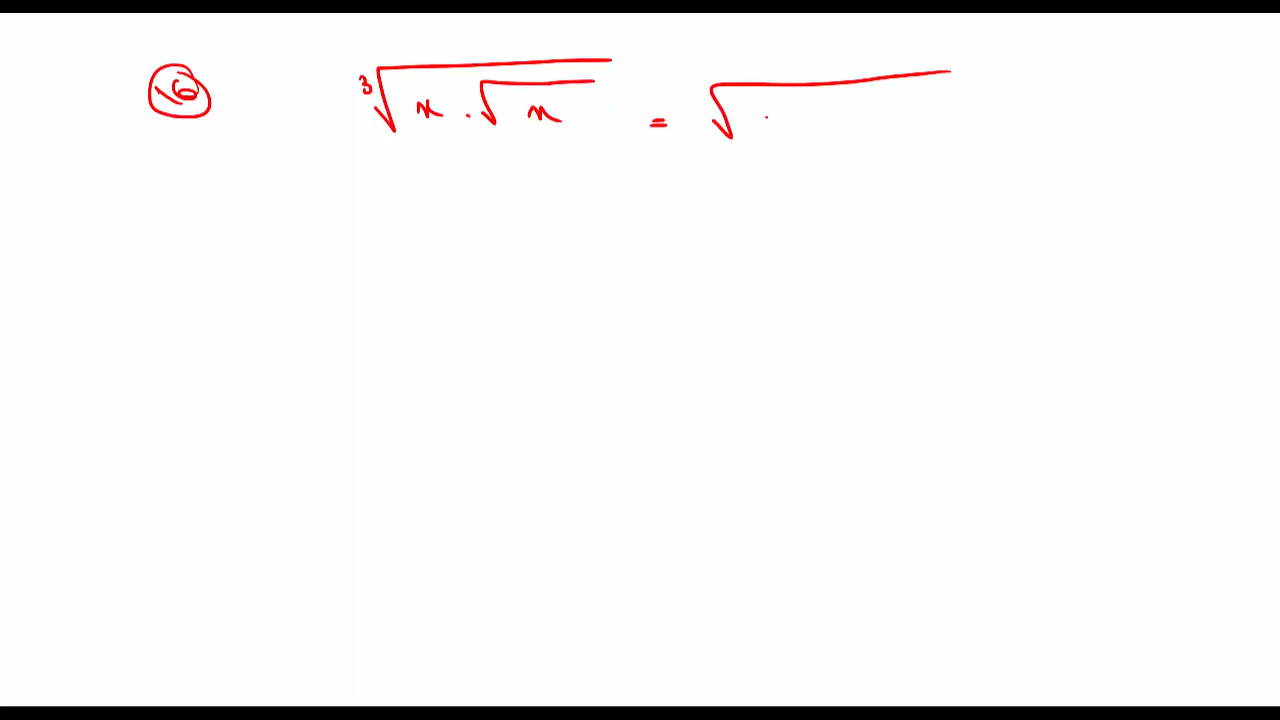 16 ∛(x · √x) = √